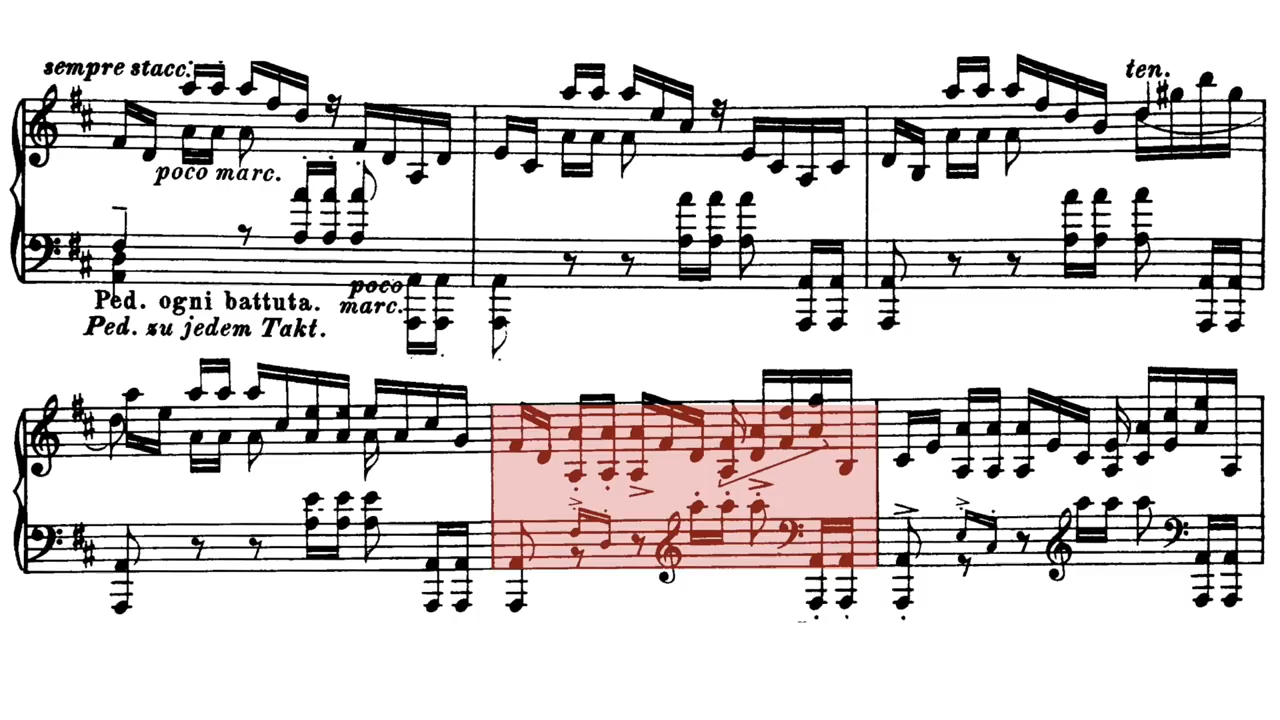 sempre stacc.
ten.
poco marc.
poco
marc.
Ped. ogni battuta.
Ped. zu jedem Takt.